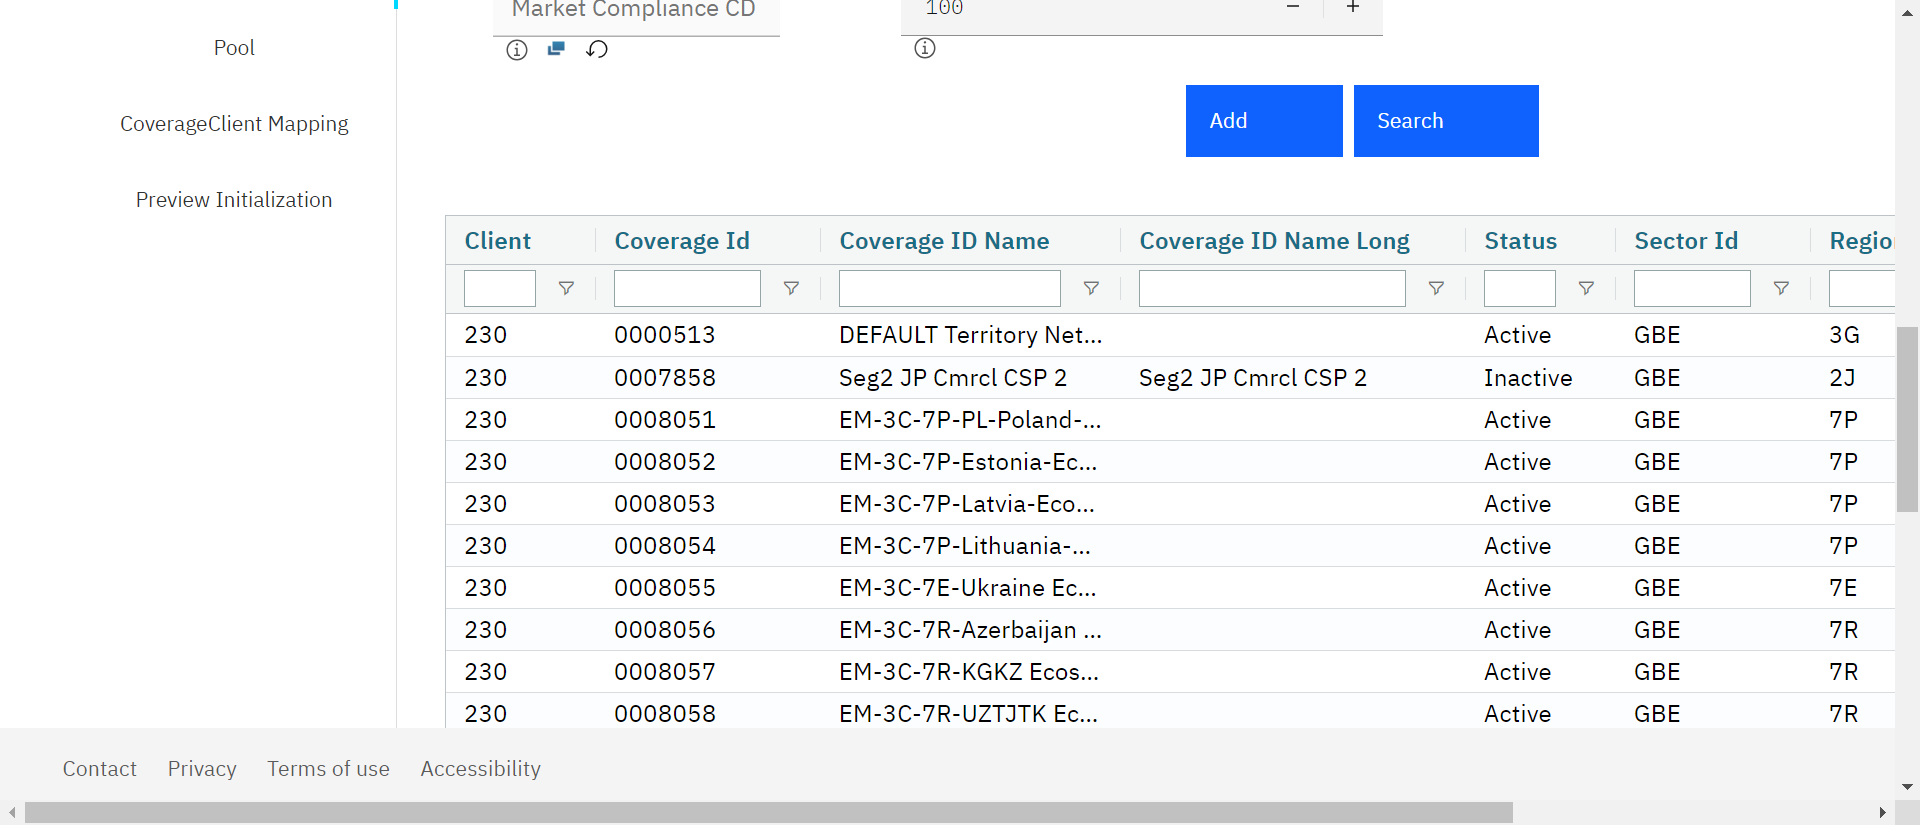 Market Compliance CD
100
Pool
CoverageClient Mapping
Preview Initialization
Add
Search
Client Coverage Id Coverage ID Name Coverage ID Name Long Status Sector Id Regio
230 0000513 DEFAULT Territory Net... Active GBE 3G
230 0007858 Seg2 JP Cmrcl CSP 2 Seg2 JP Cmrcl CSP 2 Inactive GBE 2J
230 0008051 EM-3C-7P-PL-Poland-... Active GBE 7P
230 0008052 EM-3C-7P-Estonia-Ec... Active GBE 7P
230 0008053 EM-3C-7P-Latvia-Eco... Active GBE 7P
230 0008054 EM-3C-7P-Lithuania-... Active GBE 7P
230 0008055 EM-3C-7E-Ukraine Ec... Active GBE 7E
230 0008056 EM-3C-7R-Azerbaijan ... Active GBE 7R
230 0008057 EM-3C-7R-KGKZ Ecos... Active GBE 7R
230 0008058 EM-3C-7R-UZTJTK Ec... Active GBE 7R
Contact Privacy Terms of use Accessibility